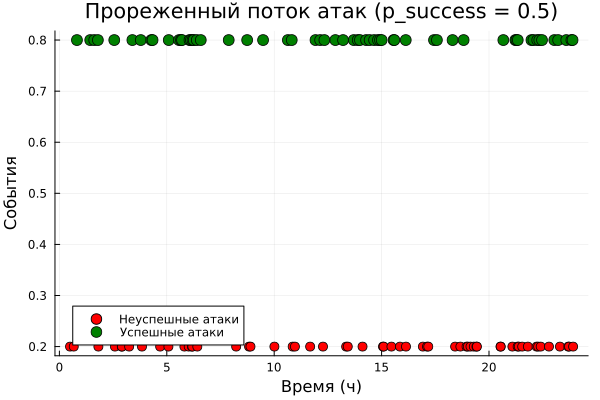 Прореженный поток атак (p_success = 0.5)
0.8
0.7
0.6
0.5
0.4
0.3
0.2
События
Неуспешные атаки
Успешные атаки
0 5 10 15 20
Время (ч)